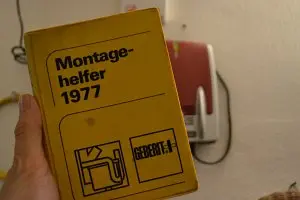 Montage-
helfer
1977
GEBERIT